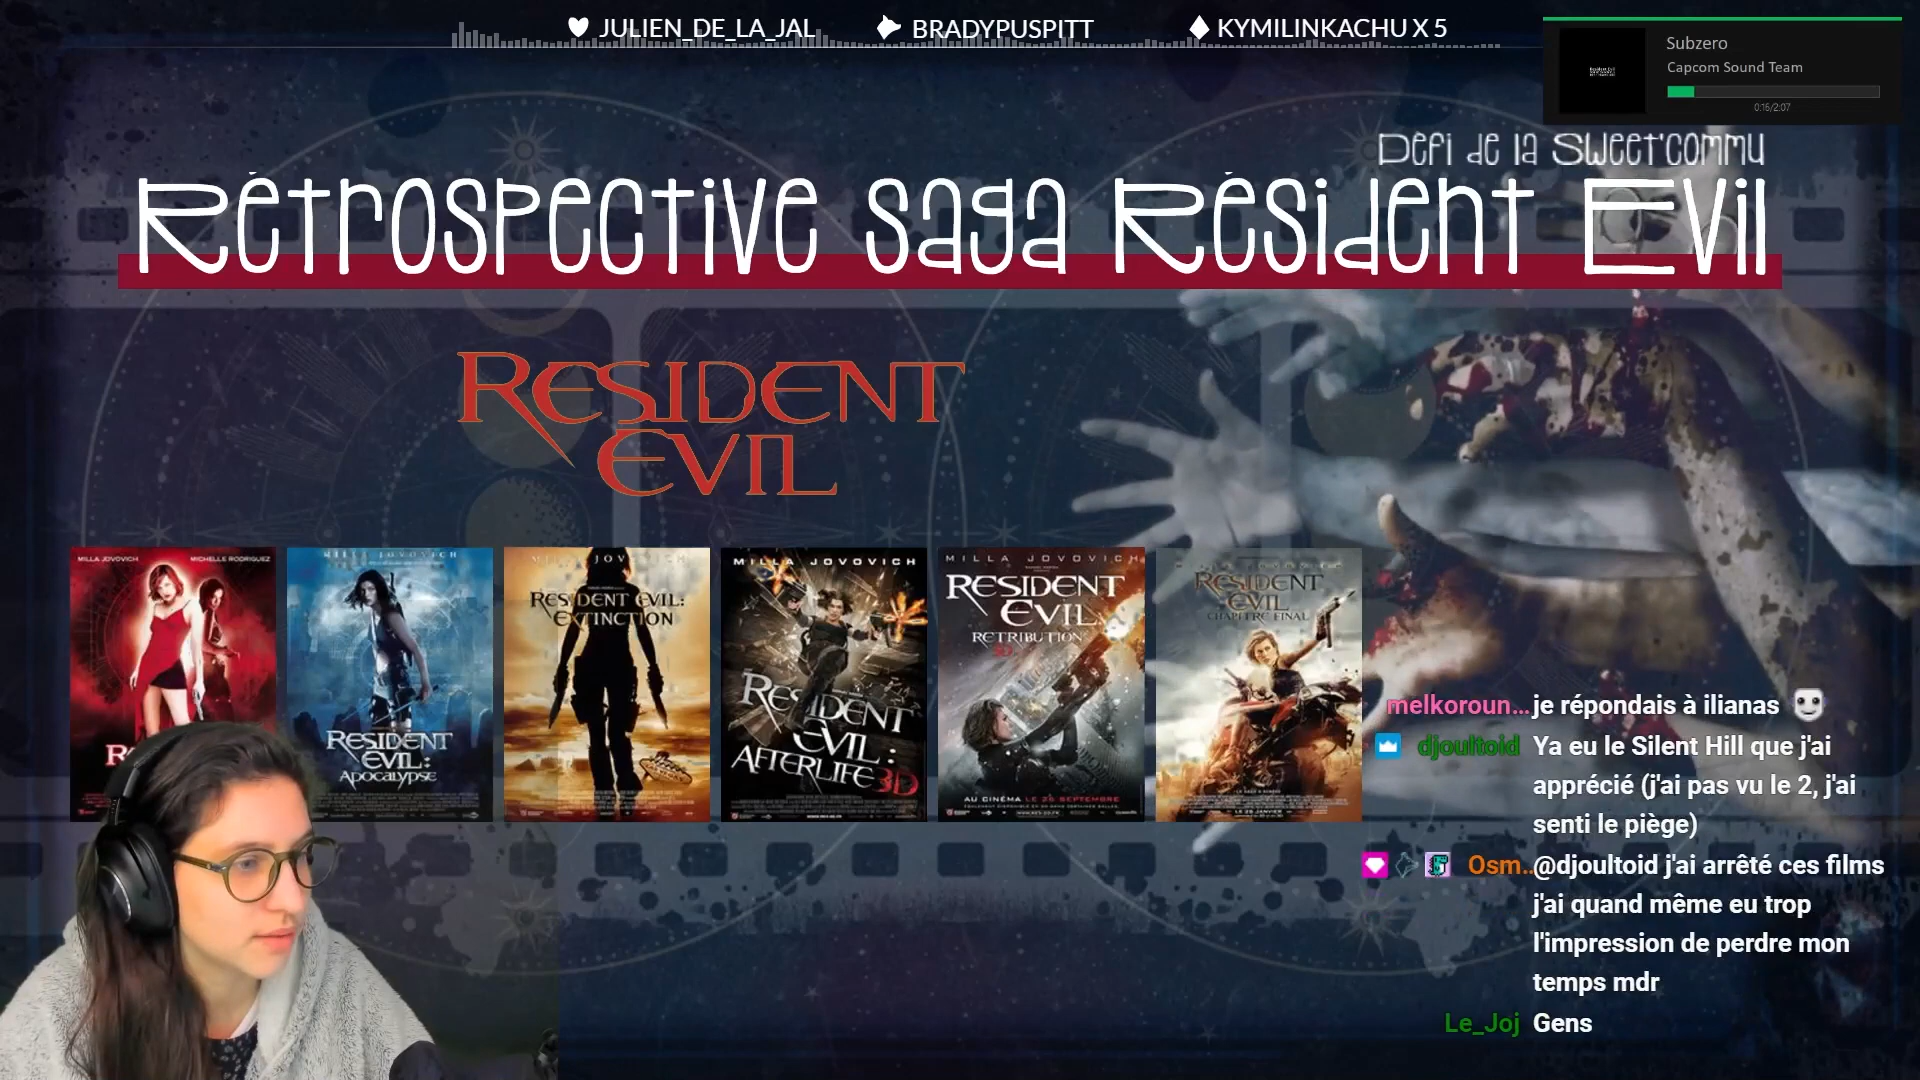 JULIEN_DE_LA_JAL
BRADYPUSPITT
KYMILINKACHU X 5
Subzero
Capcom Sound Team
0:16/2:07
Défi de la Sweet'commu
Rétrospective saga Résident Evil
RESIDENT
EVIL
MILLA JOVOVICH MICHELLE RODRIGUEZ
MILLA JOVOVICH
RESIDENT
EVIL:
APOCALYPSE
RESIDENT EVIL:
EXTINCTION
MILLA JOVOVICH
RESIDENT
EVIL:
AFTERLIFE 3D
MILLA JOVOVICH
RESIDENT
EVIL
RETRIBUTION
3D
AU CINÉMA LE 26 SEPTEMBRE
RESIDENT
EVIL
CHAPITRE FINAL
melkoroun... je répondais à ilianas
djoultoid Ya eu le Silent Hill que j'ai
apprécié (j'ai pas vu le 2, j'ai
senti le piège)
Osm.. @djoultoid j'ai arrêté ces films
j'ai quand même eu trop
l'impression de perdre mon
temps mdr
Le_Joj Gens